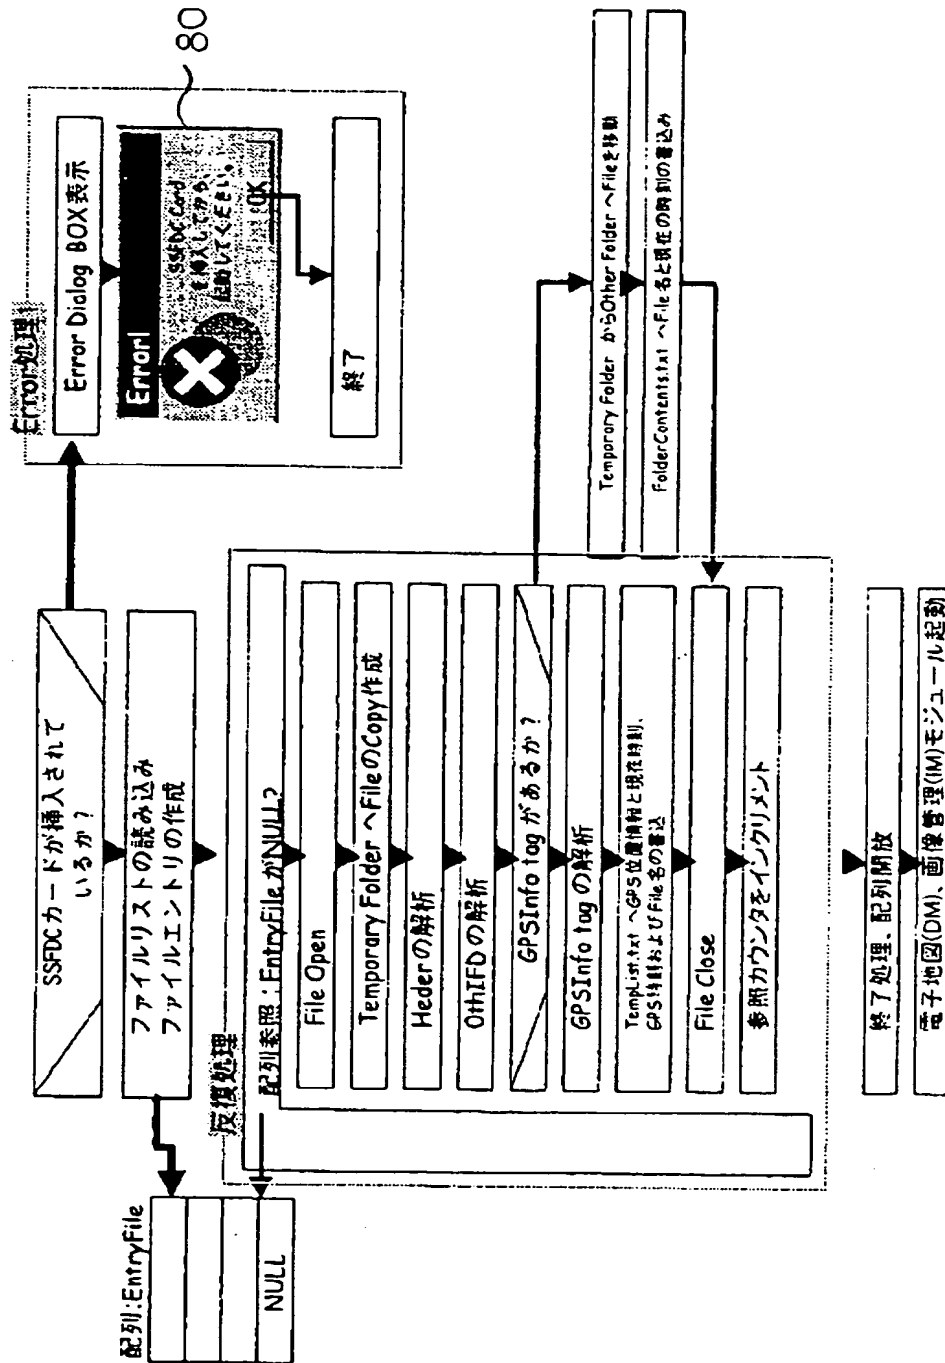 SSFDCカードが挿入されて
いるか?
ファイルリストの読み込み
ファイルエントリの作成
配列:EntryFile
NULL
Error処理
Error Dialog BOX表示
Error!
SSFDC Card
を挿入してから
起動してください。
OK
80
終了
反復処理
配列参照:EntryFileがNULL?
File Open
Temporary FolderへFileのCopy作成
Hederの解析
0thIFDの解析
GPSInfo tagがあるか?
GPSInfo tagの解析
TempList.txtへGPS位置情報と現在時刻、
GPS時刻およびFile名の書込
File Close
参照カウンタをインクリメント
Temporary FolderからOther FolderへFileを移動
FolderContents.txtへFile名と現在の時刻の書込み
終了処理、配列開放
電子地図(DM)、画像管理(IM)モジュール起動